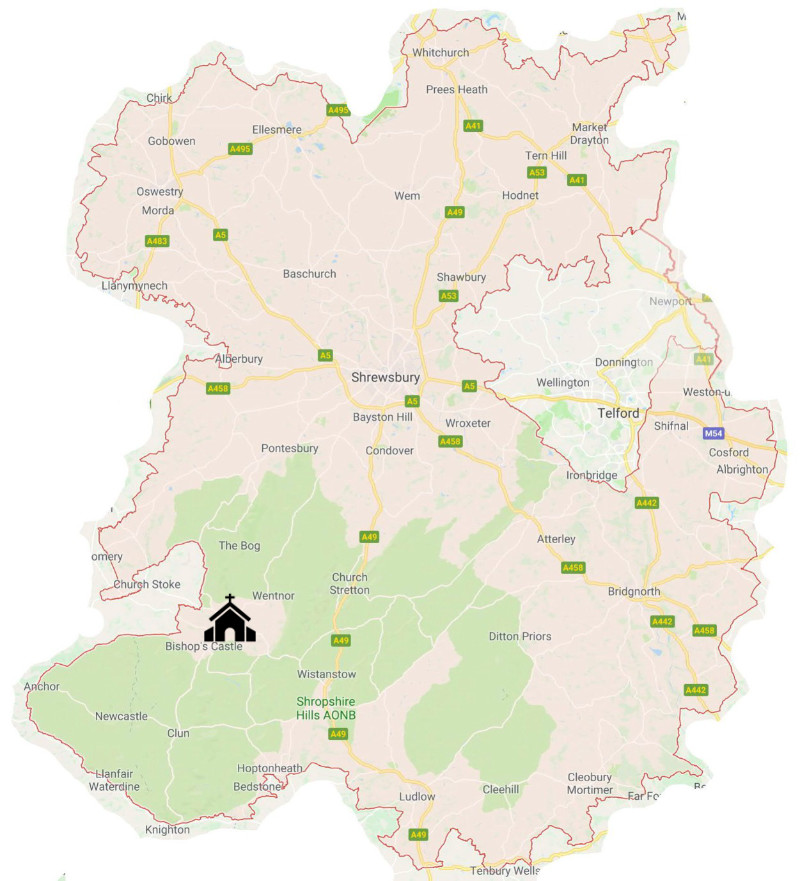 M
Whitchurch
Prees Heath
Chirk
A495
Ellesmere
A41
Market
Drayton
Gobowen
A495
Tern Hill
A53
A41
Oswestry
Wem
Hodnet
Morda
A49
A483
A5
Baschurch
Shawbury
Llanymynech
A53
Newport
A5
Alberbury
A41
Donnington
Shrewsbury
Wellington
A458
A5
Weston-u
A5
Telford
Bayston Hill
Wroxeter
Shifnal
M54
A458
Pontesbury
Condover
Cosford
Albrighton
Ironbridge
A442
A49
Atterley
The Bog
omery
A458
Church
Stretton
Church Stoke
Bridgnorth
Wentnor
A442
A458
Ditton Priors
A49
Bishop's Castle
Wistanstow
Anchor
A442
Shropshire
Hills AONB
Newcastle
Clun
A49
Hoptonheath
Llanfair
Waterdine
Bedstone
Cleobury
Mortimer
Cleehill
Ludlow
Far Fo
Knighton
A49
Tenbury Wells